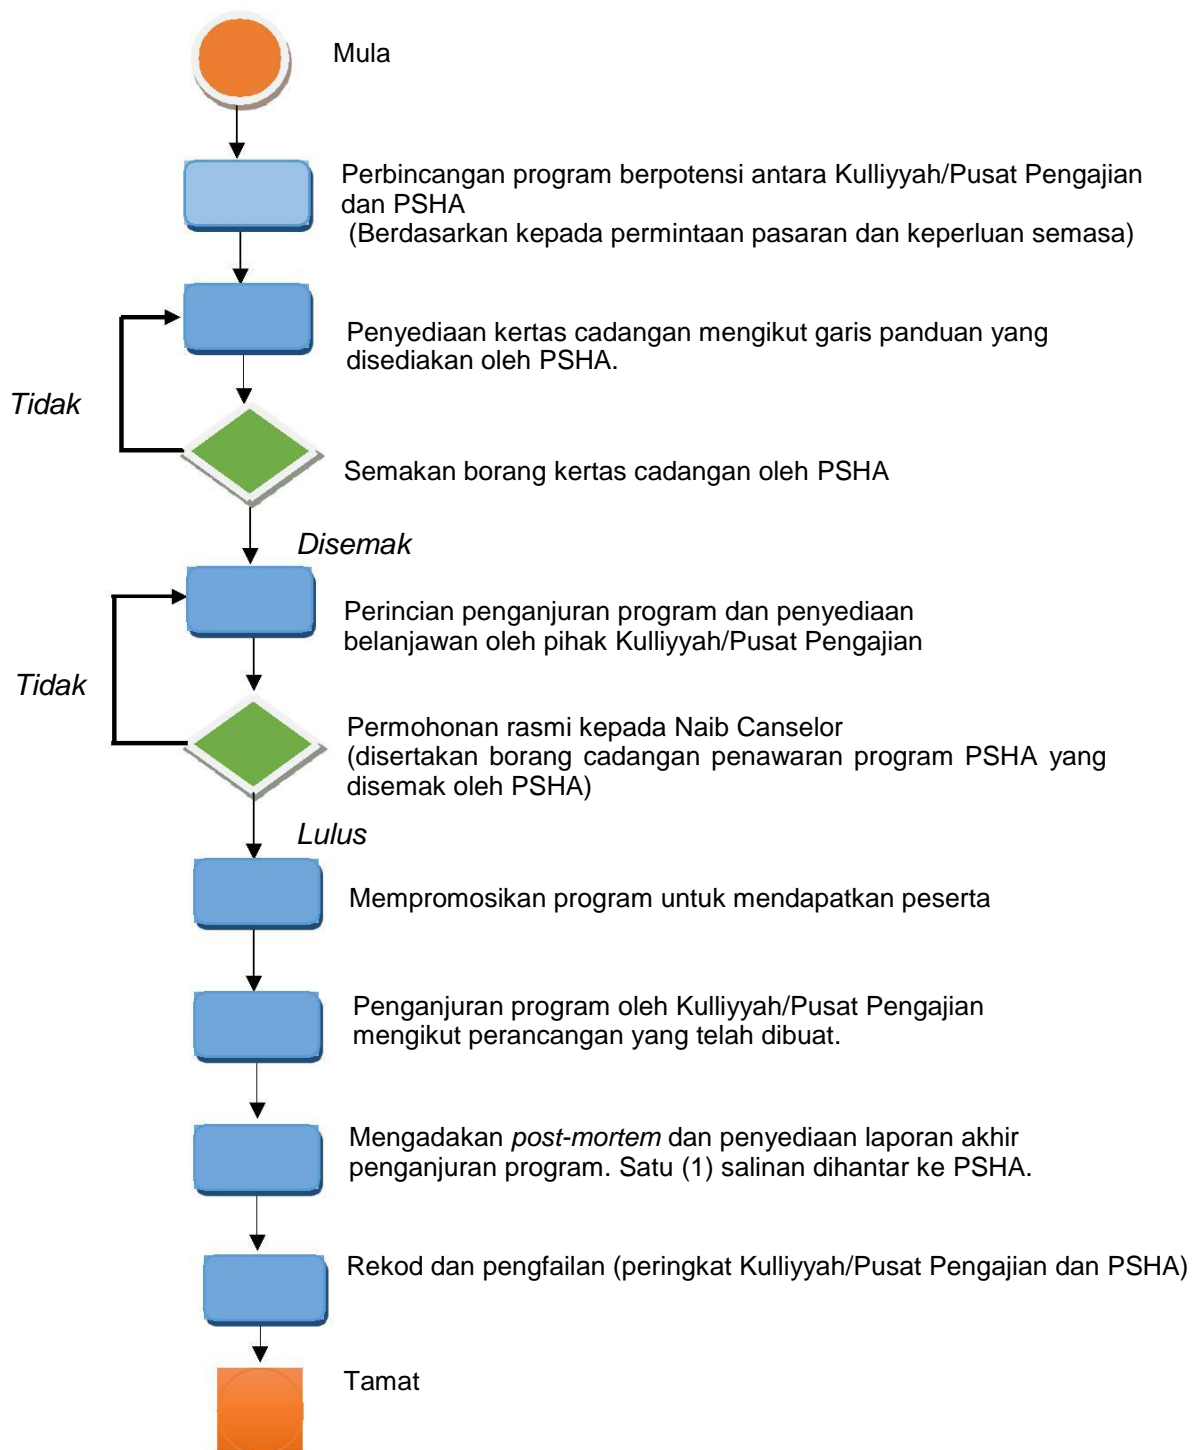 Mula
Perbincangan program berpotensi antara Kulliyyah/Pusat Pengajian
dan PSHA
(Berdasarkan kepada permintaan pasaran dan keperluan semasa)
Penyediaan kertas cadangan mengikut garis panduan yang
disediakan oleh PSHA.
Tidak
Semakan borang kertas cadangan oleh PSHA
Disemak
Perincian penganjuran program dan penyediaan
belanjawan oleh pihak Kulliyyah/Pusat Pengajian
Tidak
Permohonan rasmi kepada Naib Canselor
(disertakan borang cadangan penawaran program PSHA yang
disemak oleh PSHA)
Lulus
Mempromosikan program untuk mendapatkan peserta
Penganjuran program oleh Kulliyyah/Pusat Pengajian
mengikut perancangan yang telah dibuat.
Mengadakan post-mortem dan penyediaan laporan akhir
penganjuran program. Satu (1) salinan dihantar ke PSHA.
Rekod dan pengfailan (peringkat Kulliyyah/Pusat Pengajian dan PSHA)
Tamat